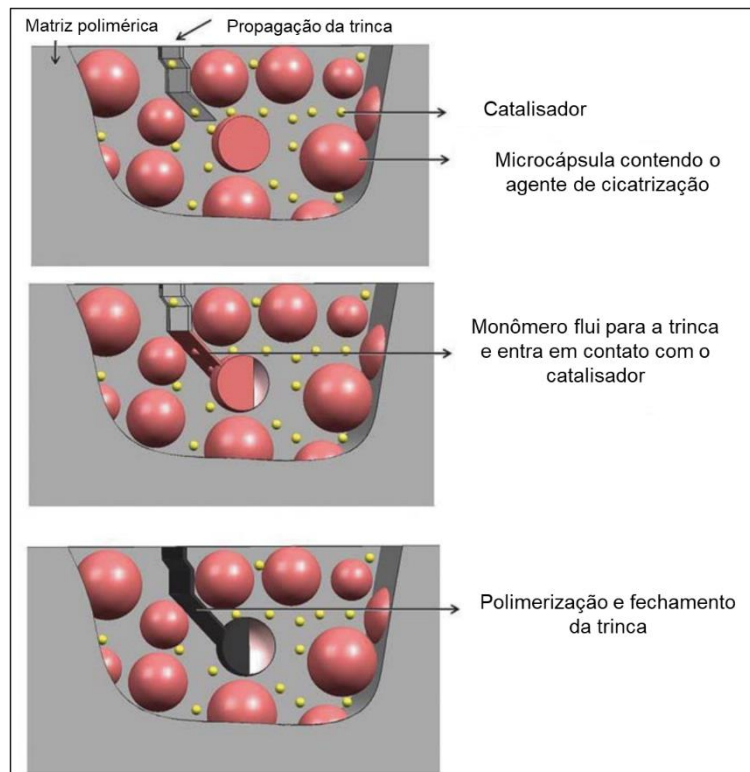 Matriz polimérica
Propagação da trinca
Catalisador
Microcápsula contendo o
agente de cicatrização
Monômero flui para a trinca
e entra em contato com o
catalisador
Polimerização e fechamento
da trinca